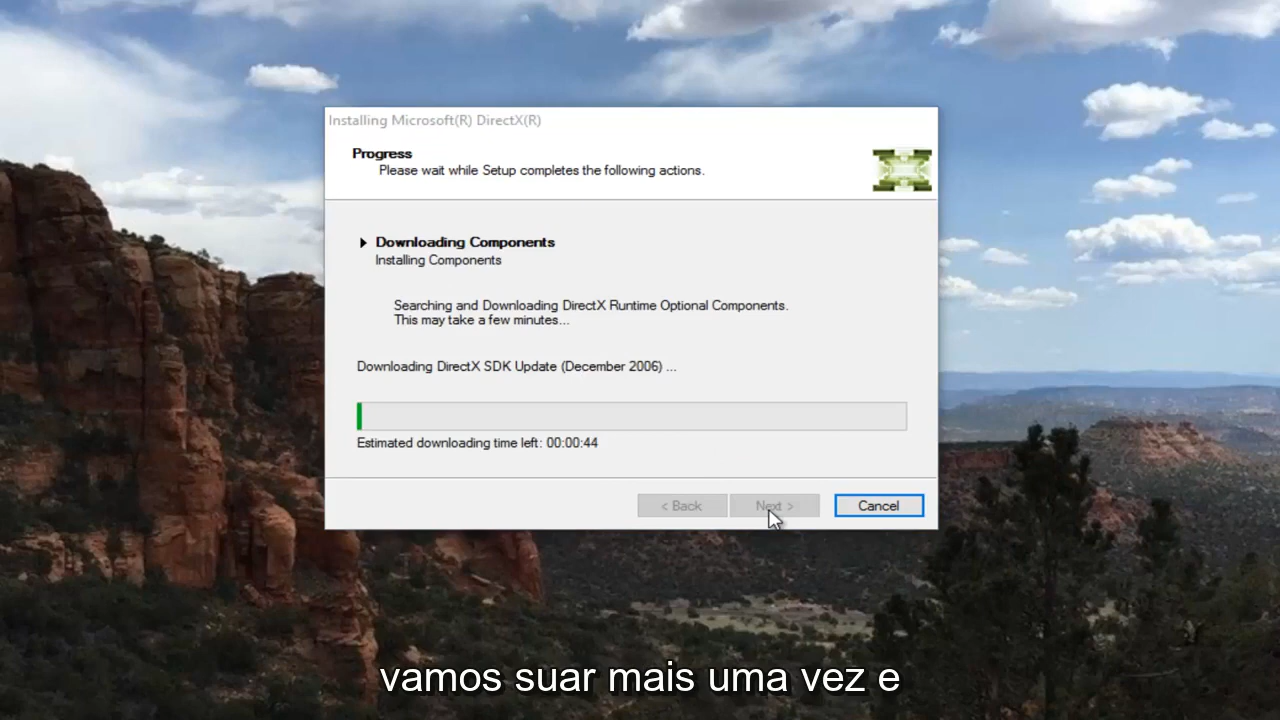 Installing Microsoft(R) DirectX(R)
Progress
Please wait while Setup completes the following actions.
Downloading Components
Installing Components
Searching and Downloading DirectX Runtime Optional Components.
This may take a few minutes...
Downloading DirectX SDK Update (December 2006) ...
Estimated downloading time left: 00:00:44
< Back Next > Cancel
vamos suar mais uma vez e